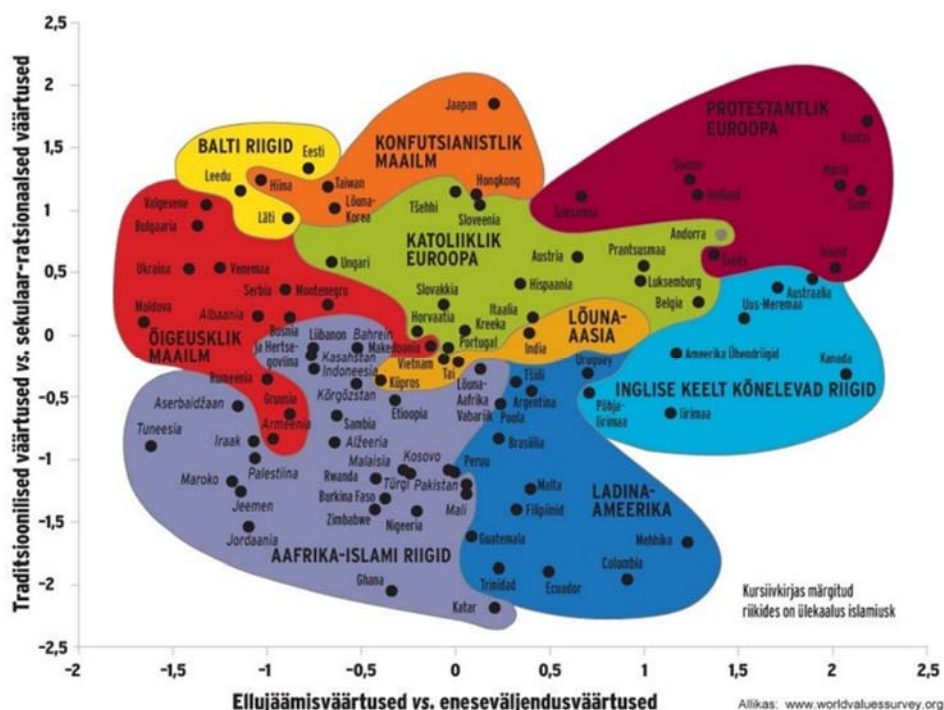 Traditsioonilised väärtused vs. sekulaar-ratsionaalsed väärtused
2,5
2
1,5
1
0,5
0
-0,5
-1
-1,5
-2
-2,5
-2
-1,5
-1
-0,5
0
0,5
1
1,5
2
2,5
Ellujäämisväärtused vs. eneseväljendusväärtused
BALTI RIIGID
Eesti
Leedu
Läti
KONFUTSIANISTLIK
MAAILM
Jaapan
Hiina
Taiwan
Lõuna-
Korea
Hongkong
PROTESTANTLIK
EUROOPA
Rootsi
Norra
Taani
Soome
Holland
Saksamaa
Šveits
Island
KATOLIIKLIK
EUROOPA
Tšehhi
Sloveenia
Andorra
Austria
Prantsusmaa
Luksemburg
Belgia
Hispaania
Ungari
Slovakkia
Horvaatia
Itaalia
Kreeka
Portugal
ÕIGEUSKLIK
MAAILM
Valgevene
Bulgaaria
Ukraina
Venemaa
Serbia
Montenegro
Moldova
Albaania
Bosnia
ja Hertse-
goviina
Makedoonia
Rumeenia
Gruusia
Armeenia
LÕUNA-
AASIA
India
Vietnam
Tai
Küpros
INGLISE KEELT KÕNELEVAD RIIGID
Uus-Meremaa
Austraalia
Ameerika Ühendriigid
Kanada
Põhja-
Iirimaa
Iirimaa
LADINA-
AMEERIKA
Uruguay
Tšiili
Argentina
Poola
Brasiilia
Peruu
Malta
Filipiinid
Guatemala
Trinidad
Ecuador
Colombia
Mehhiko
AAFRIKA-ISLAMI RIIGID
Liibanon
Bahrein
Kasahstan
Indoneesia
Kõrgõzstan
Etioopia
Lõuna-
Aafrika
Vabariik
Aserbaidžaan
Tuneesia
Iraak
Palestiina
Maroko
Jeemen
Jordaania
Sambia
Alžeeria
Malaisia
Kosovo
Rwanda
Türgi
Pakistan
Burkina Faso
Mali
Zimbabwe
Nigeeria
Ghana
Katar
Kursiivkirjas märgitud
riikides on ülekaalus islamiusk
Allikas: www.worldvaluessurvey.org